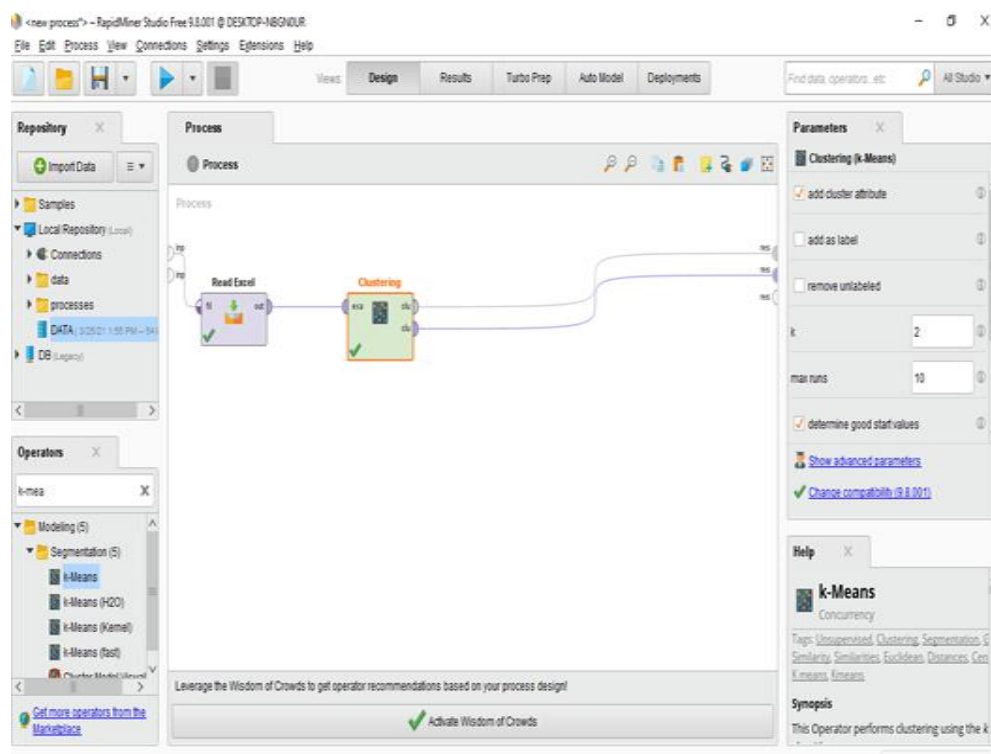 <new process*> – RapidMiner Studio Free 9.8.001 @ DESKTOP-NBGN0UR
File Edit Process View Connections Settings Extensions Help
Views: Design Results Turbo Prep Auto Model Deployments
Find data, operators...etc
All Studio
Repository
Import Data
Samples
Local Repository (Local)
Connections
data
processes
DATA
DB (Legacy)
Operators
k-mea
Modeling (5)
Segmentation (5)
k-Means
k-Means (H2O)
k-Means (Kernel)
k-Means (fast)
Cluster Model Visual
Get more operators from the
Marketplace
Process
Process
Process
inp
inp
Read Excel
fil
out
Clustering
exa
clu
clu
res
res
res
Leverage the Wisdom of Crowds to get operator recommendations based on your process design!
Activate Wisdom of Crowds
Parameters
Clustering (k-Means)
add cluster attribute
add as label
remove unlabeled
k
2
max runs
10
determine good start values
Show advanced parameters
Change compatibility (9.8.001)
Help
k-Means
Concurrency
Tags: Unsupervised, Clustering, Segmentation, G
Similarity, Similarities, Euclidean, Distances, Cen
K means, Kmeans
Synopsis
This Operator performs clustering using the k